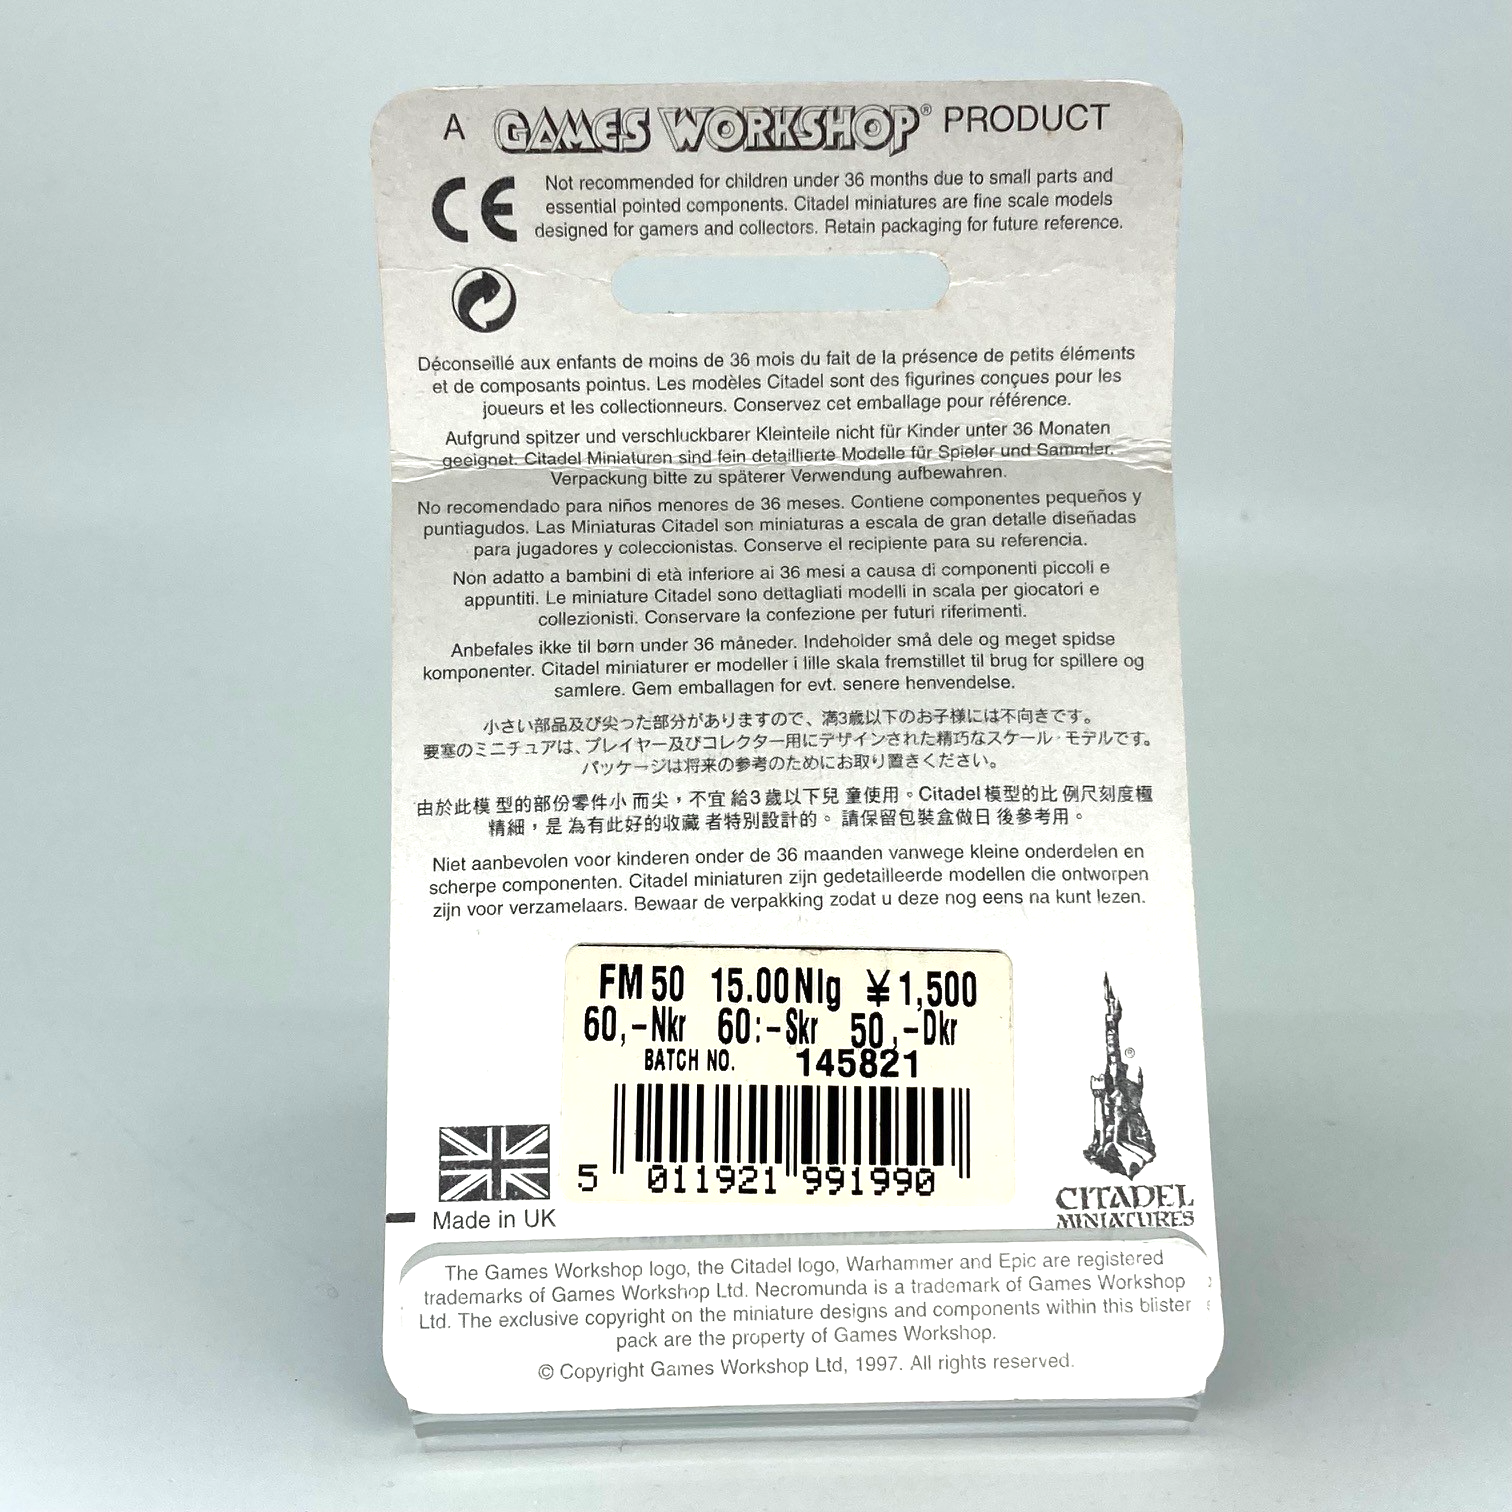 A GAMES WORKSHOP® PRODUCT
CE
Not recommended for children under 36 months due to small parts and
essential pointed components. Citadel miniatures are fine scale models
designed for gamers and collectors. Retain packaging for future reference.
Déconseillé aux enfants de moins de 36 mois du fait de la présence de petits éléments
et de composants pointus. Les modèles Citadel sont des figurines conçues pour les
joueurs et les collectionneurs. Conservez cet emballage pour référence.
Aufgrund spitzer und verschluckbarer Kleinteile nicht für Kinder unter 36 Monaten
geeignet. Citadel Miniaturen sind fein detaillierte Modelle für Spieler und Sammler.
Verpackung bitte zu späterer Verwendung aufbewahren.
No recomendado para niños menores de 36 meses. Contiene componentes pequeños y
puntiagudos. Las Miniaturas Citadel son miniaturas a escala de gran detalle diseñadas
para jugadores y coleccionistas. Conserve el recipiente para su referencia.
Non adatto a bambini di età inferiore ai 36 mesi a causa di componenti piccoli e
appuntiti. Le miniature Citadel sono dettagliati modelli in scala per giocatori e
collezionisti. Conservare la confezione per futuri riferimenti.
Anbefales ikke til børn under 36 måneder. Indeholder små dele og meget spidse
komponenter. Citadel miniaturer er modeller i lille skala fremstillet til brug for spillere og
samlere. Gem emballagen for evt. senere henvendelse.
小さい部品及び尖った部分がありますので、満3歳以下のお子様には不向きです。
要塞のミニチュアは、プレイヤー及びコレクター用にデザインされた精巧なスケール・モデルです。
パッケージは将来の参考のためにお取り置きください。
由於此模 型的部份零件小 而尖，不宜 給3 歲以下兒 童使用。Citadel 模型的比 例尺刻度極
精細，是 為有此好的收藏 者特別設計的。 請保留包裝盒做日 後參考用。
Niet aanbevolen voor kinderen onder de 36 maanden vanwege kleine onderdelen en
scherpe componenten. Citadel miniaturen zijn gedetailleerde modellen die ontworpen
zijn voor verzamelaars. Bewaar de verpakking zodat u deze nog eens na kunt lezen.
FM 50 15.00 Nlg ¥ 1,500
60,-Nkr 60:-Skr 50,-Dkr
BATCH NO. 145821
5 011921 991990
®
CITADEL
MINIATURES
Made in UK
The Games Workshop logo, the Citadel logo, Warhammer and Epic are registered
trademarks of Games Workshop Ltd. Necromunda is a trademark of Games Workshop
Ltd. The exclusive copyright on the miniature designs and components within this blister
pack are the property of Games Workshop.
© Copyright Games Workshop Ltd, 1997. All rights reserved.